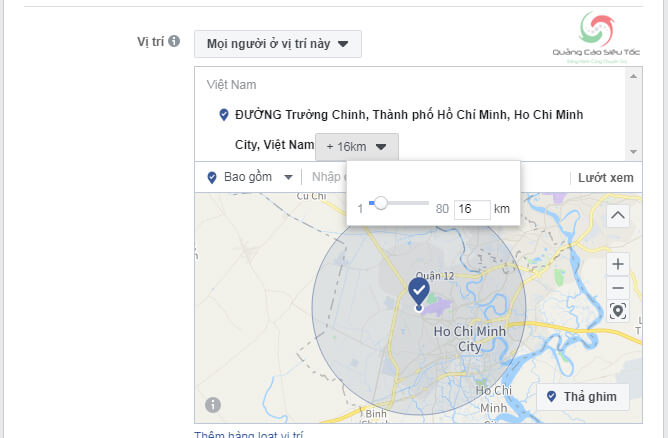 Vị trí
Mọi người ở vị trí này
Quảng Cáo Siêu Tốc
Việt Nam
ĐƯỜNG Trường Chinh, Thành phố Hồ Chí Minh, Ho Chi Minh
City, Việt Nam + 16km
Bao gồm
Nhập
Lướt xem
1
80 16 km
Cu Chi
Quận 12
Ho Chi Minh
City
Ho Chi
Minh
Binh
Chinh
Thả ghim
Thêm hàng loạt vị trí